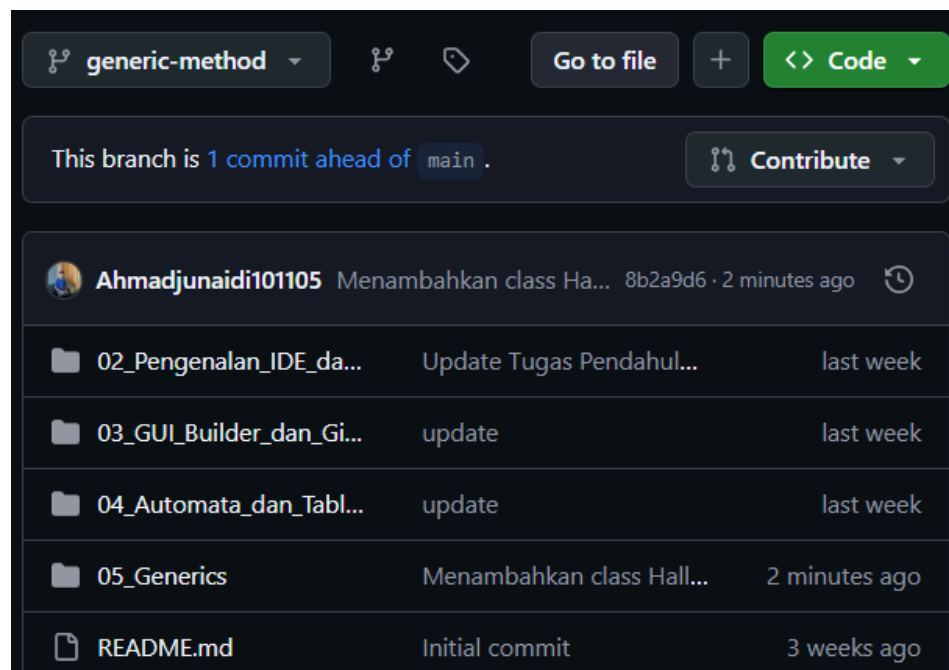 generic-method Go to file Code
This branch is 1 commit ahead of main . Contribute
Ahmadjunaidi101105 Menambahkan class Ha... 8b2a9d6 · 2 minutes ago
02_Pengenalan_IDE_da... Update Tugas Pendahul... last week
03_GUI_Builder_dan_Gi... update last week
04_Automata_dan_Tabl... update last week
05_Generics Menambahkan class Hall... 2 minutes ago
README.md Initial commit 3 weeks ago